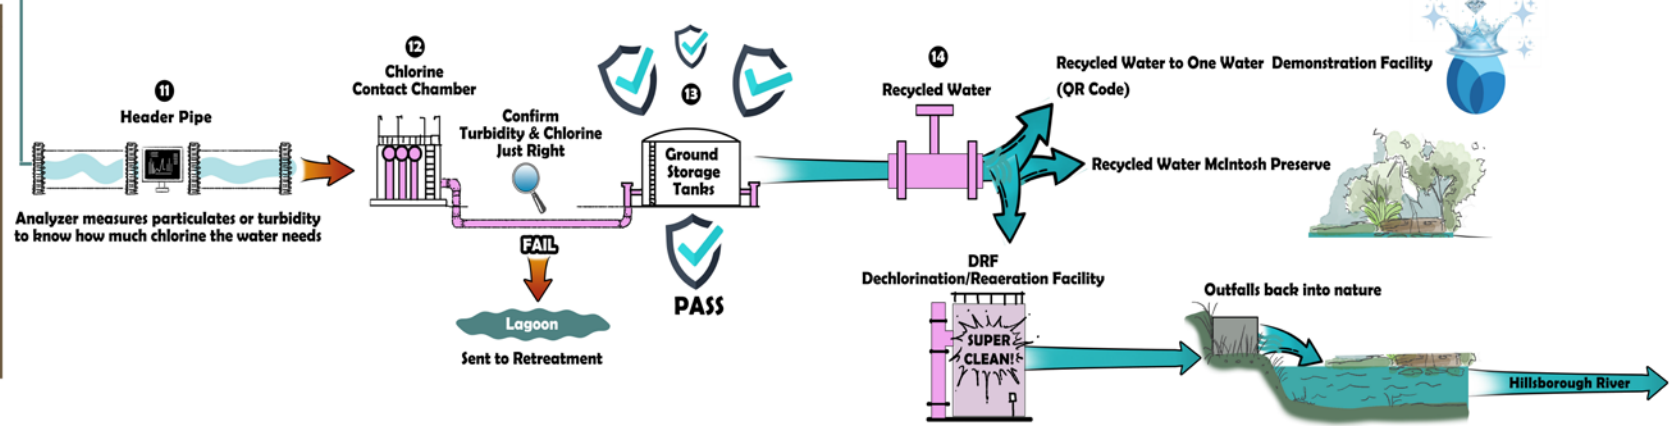 11
Header Pipe
Analyzer measures particulates or turbidity
to know how much chlorine the water needs
12
Chlorine
Contact Chamber
Confirm
Turbidity & Chlorine
Just Right
FAIL
Lagoon
Sent to Retreatment
13
Ground
Storage
Tanks
PASS
14
Recycled Water
Recycled Water to One Water Demonstration Facility
(QR Code)
Recycled Water McIntosh Preserve
DRF
Dechlorination/Reaeration Facility
SUPER
CLEAN!
Outfalls back into nature
Hillsborough River